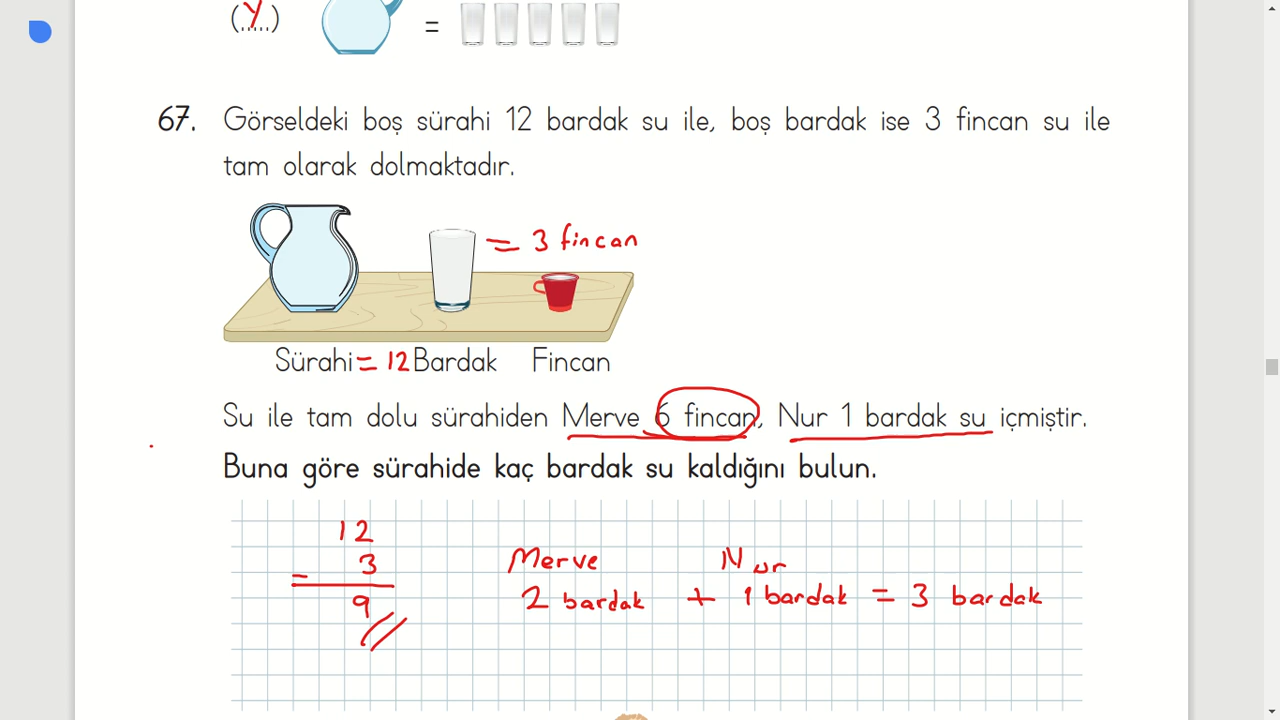 (..Y..) =
67. Görseldeki boş sürahi 12 bardak su ile, boş bardak ise 3 fincan su ile
tam olarak dolmaktadır.
= 3 fincan
Sürahi = 12 Bardak Fincan
Su ile tam dolu sürahiden Merve 6 fincan, Nur 1 bardak su içmiştir.
Buna göre sürahide kaç bardak su kaldığını bulun.
12
3
-
9
Merve Nur
2 bardak + 1 bardak = 3 bardak